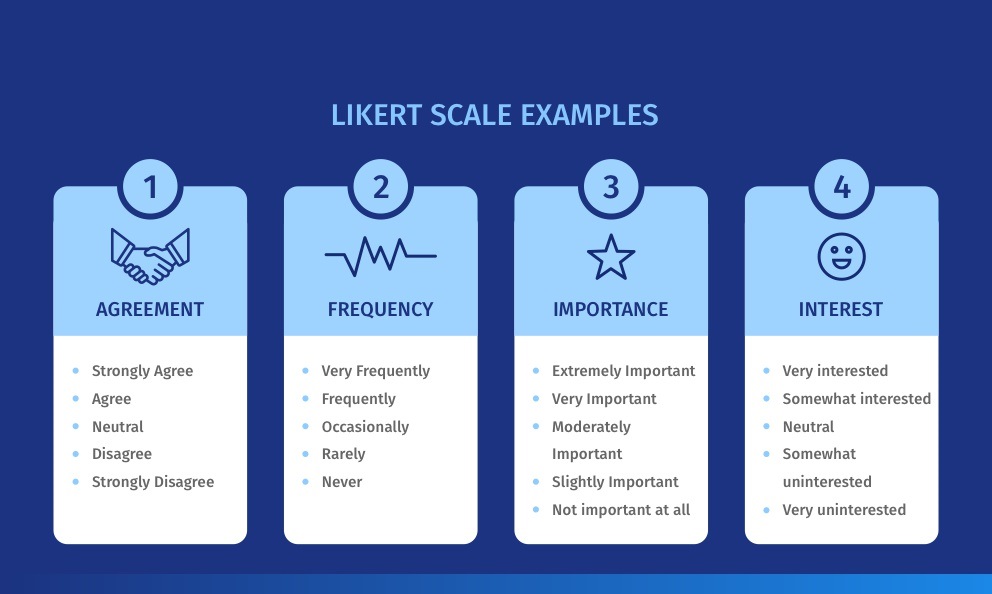 LIKERT SCALE EXAMPLES
1
AGREEMENT
Strongly Agree
Agree
Neutral
Disagree
Strongly Disagree
2
FREQUENCY
Very Frequently
Frequently
Occasionally
Rarely
Never
3
IMPORTANCE
Extremely Important
Very Important
Moderately
Important
Slightly Important
Not important at all
4
INTEREST
Very interested
Somewhat interested
Neutral
Somewhat
uninterested
Very uninterested